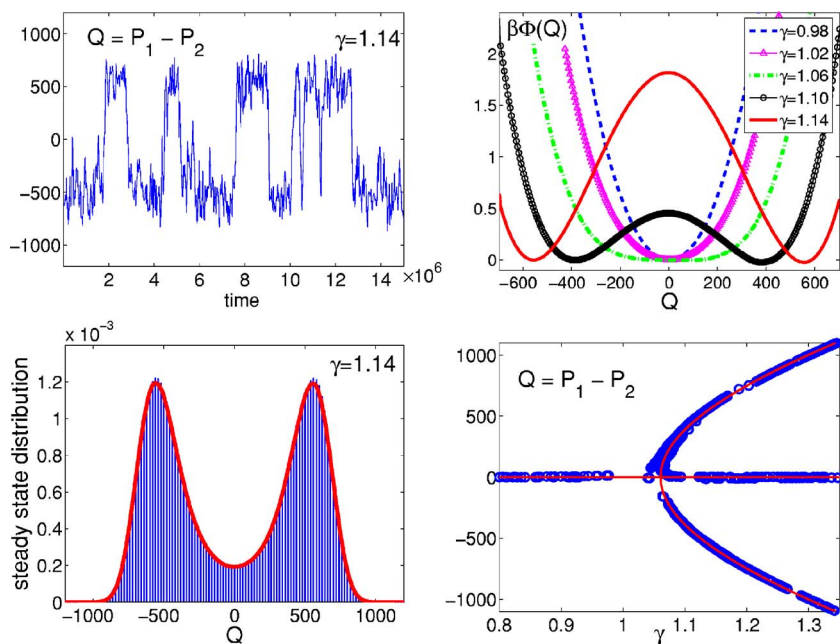 Q = P₁ − P₂
γ=1.14
1200
500
0
−500
−1000
2 4 6 8 10 12 14
×10⁶
time
βΦ(Q)
γ=0.98
γ=1.02
γ=1.06
γ=1.10
γ=1.14
2
1.5
1
0.5
0
−600 −400 −200 0 200 400 600
Q
x 10⁻³
γ=1.14
steady state distribution
1.2
1
0.8
0.6
0.4
0.2
0
−1000 −500 0 500 1000
Q
Q = P₁ − P₂
1000
500
0
−500
−1000
0.8 0.9 1 1.1 1.2 1.3
γ